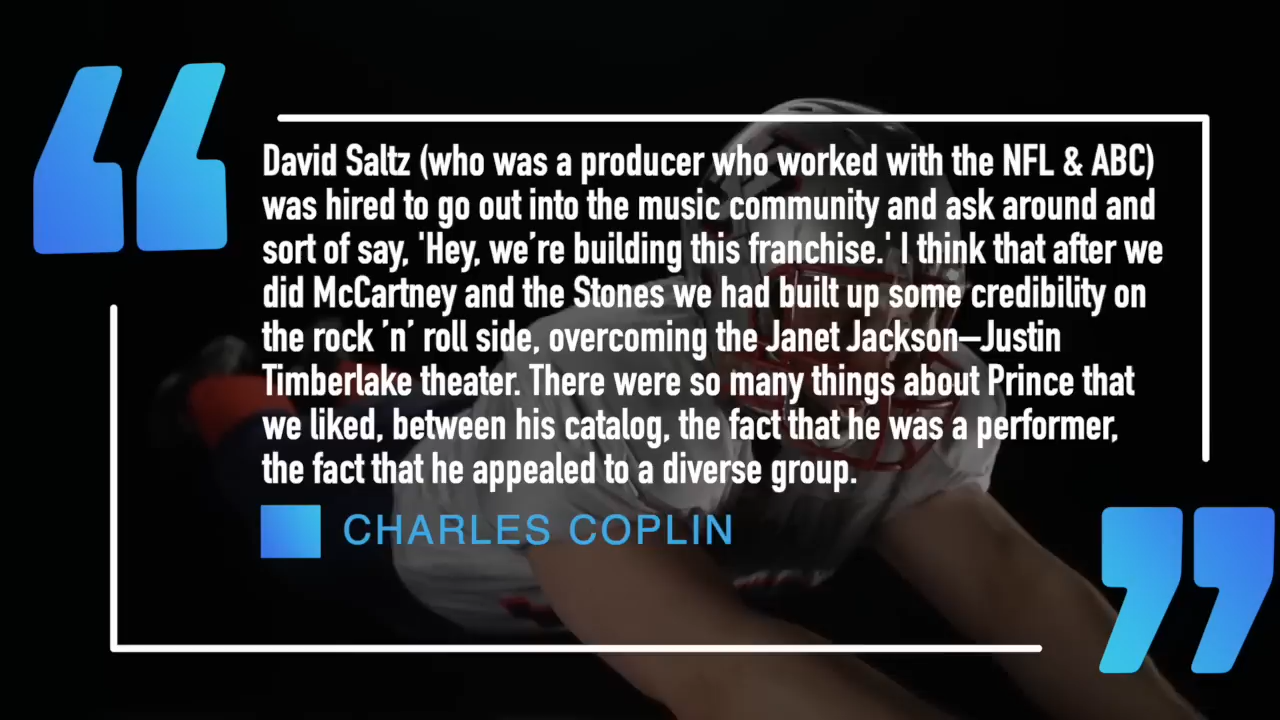 David Saltz (who was a producer who worked with the NFL & ABC)
was hired to go out into the music community and ask around and
sort of say, 'Hey, we’re building this franchise.' I think that after we
did McCartney and the Stones we had built up some credibility on
the rock ’n’ roll side, overcoming the Janet Jackson–Justin
Timberlake theater. There were so many things about Prince that
we liked, between his catalog, the fact that he was a performer,
the fact that he appealed to a diverse group.
CHARLES COPLIN